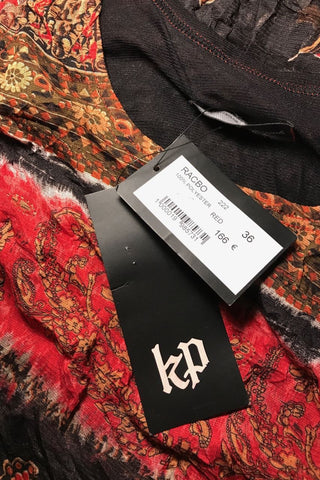 RACBO 222 36
100% POLYESTER RED 166 €
kp